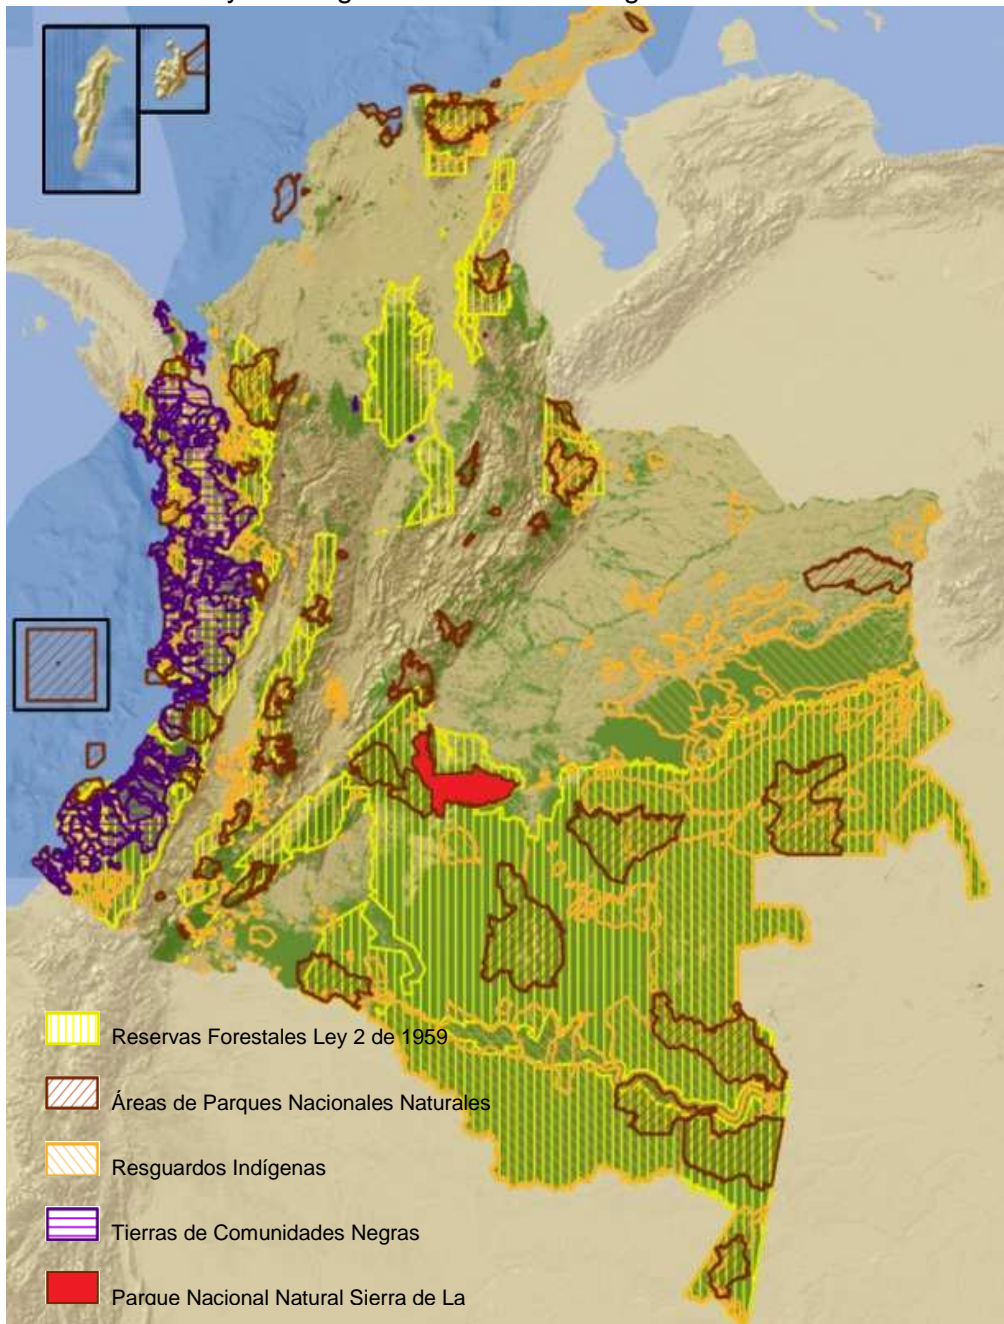 Reservas Forestales Ley 2 de 1959
Áreas de Parques Nacionales Naturales
Resguardos Indígenas
Tierras de Comunidades Negras
Parque Nacional Natural Sierra de La